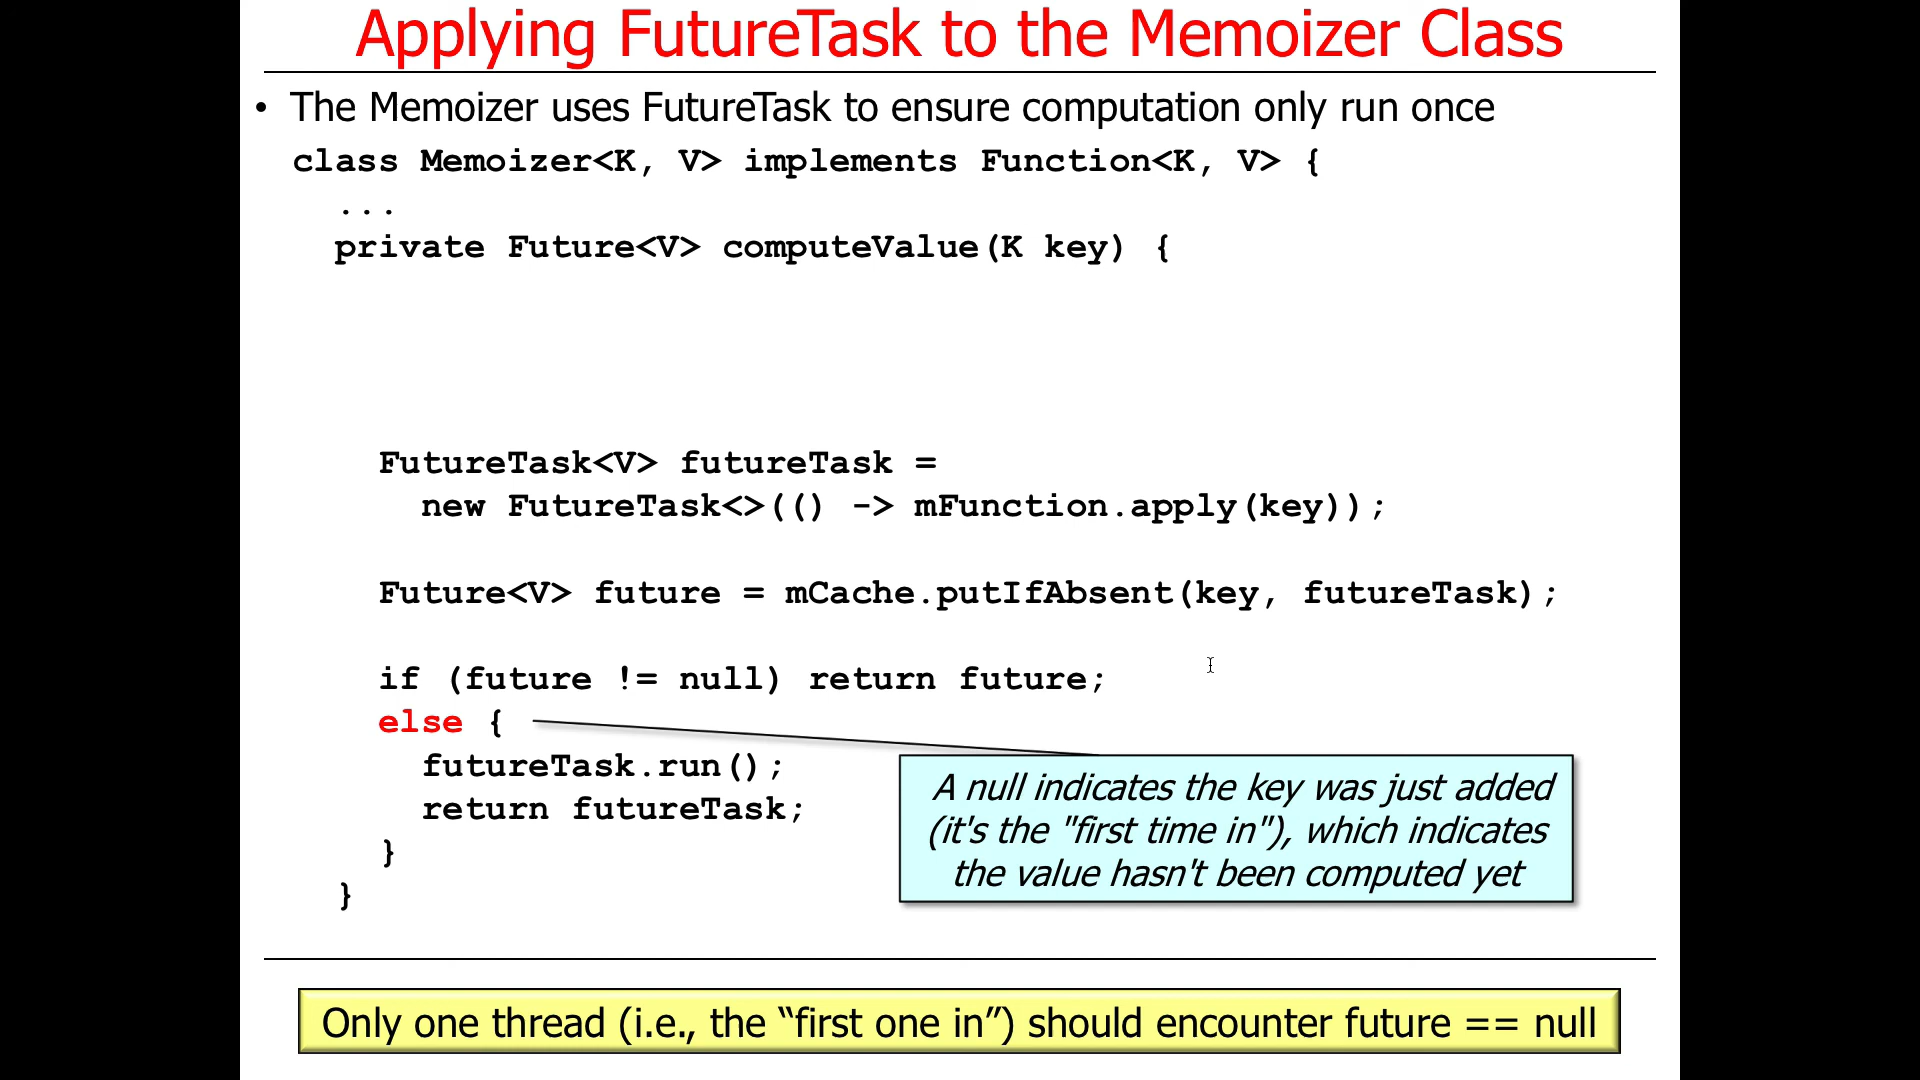 Applying FutureTask to the Memoizer Class
• The Memoizer uses FutureTask to ensure computation only run once
class Memoizer<K, V> implements Function<K, V> {
...
private Future<V> computeValue(K key) {
FutureTask<V> futureTask =
new FutureTask<>(() -> mFunction.apply(key));
Future<V> future = mCache.putIfAbsent(key, futureTask);
if (future != null) return future;
else {
futureTask.run();
return futureTask;
}
}
A null indicates the key was just added
(it's the "first time in"), which indicates
the value hasn't been computed yet
Only one thread (i.e., the “first one in”) should encounter future == null